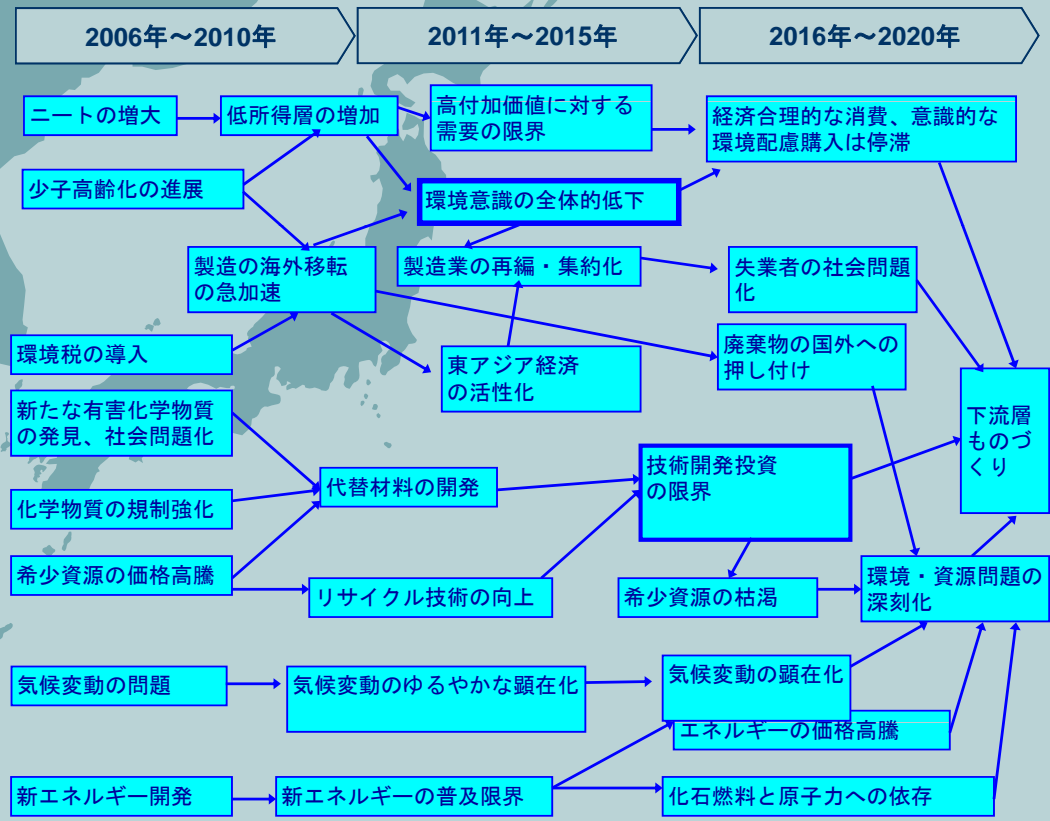 2006年～2010年
2011年～2015年
2016年～2020年
ニートの増大
低所得層の増加
高付加価値に対する
需要の限界
経済合理的な消費、意識的な
環境配慮購入は停滞
少子高齢化の進展
環境意識の全体的低下
製造の海外移転
の急加速
製造業の再編・集約化
失業者の社会問題
化
環境税の導入
東アジア経済
の活性化
廃棄物の国外への
押し付け
新たな有害化学物質
の発見、社会問題化
下流層
ものづ
くり
代替材料の開発
技術開発投資
の限界
化学物質の規制強化
希少資源の価格高騰
リサイクル技術の向上
希少資源の枯渇
環境・資源問題の
深刻化
気候変動の問題
気候変動のゆるやかな顕在化
気候変動の顕在化
エネルギーの価格高騰
新エネルギー開発
新エネルギーの普及限界
化石燃料と原子力への依存